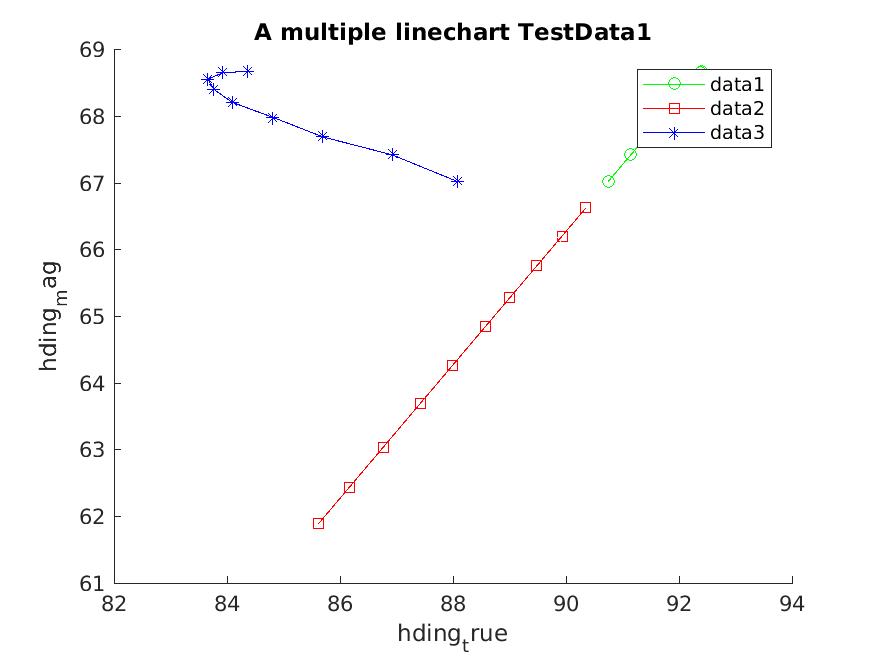 A multiple linechart TestData1
69
68
67
66
65
64
63
62
61
hding_mag
data1
data2
data3
82 84 86 88 90 92 94
hding_true